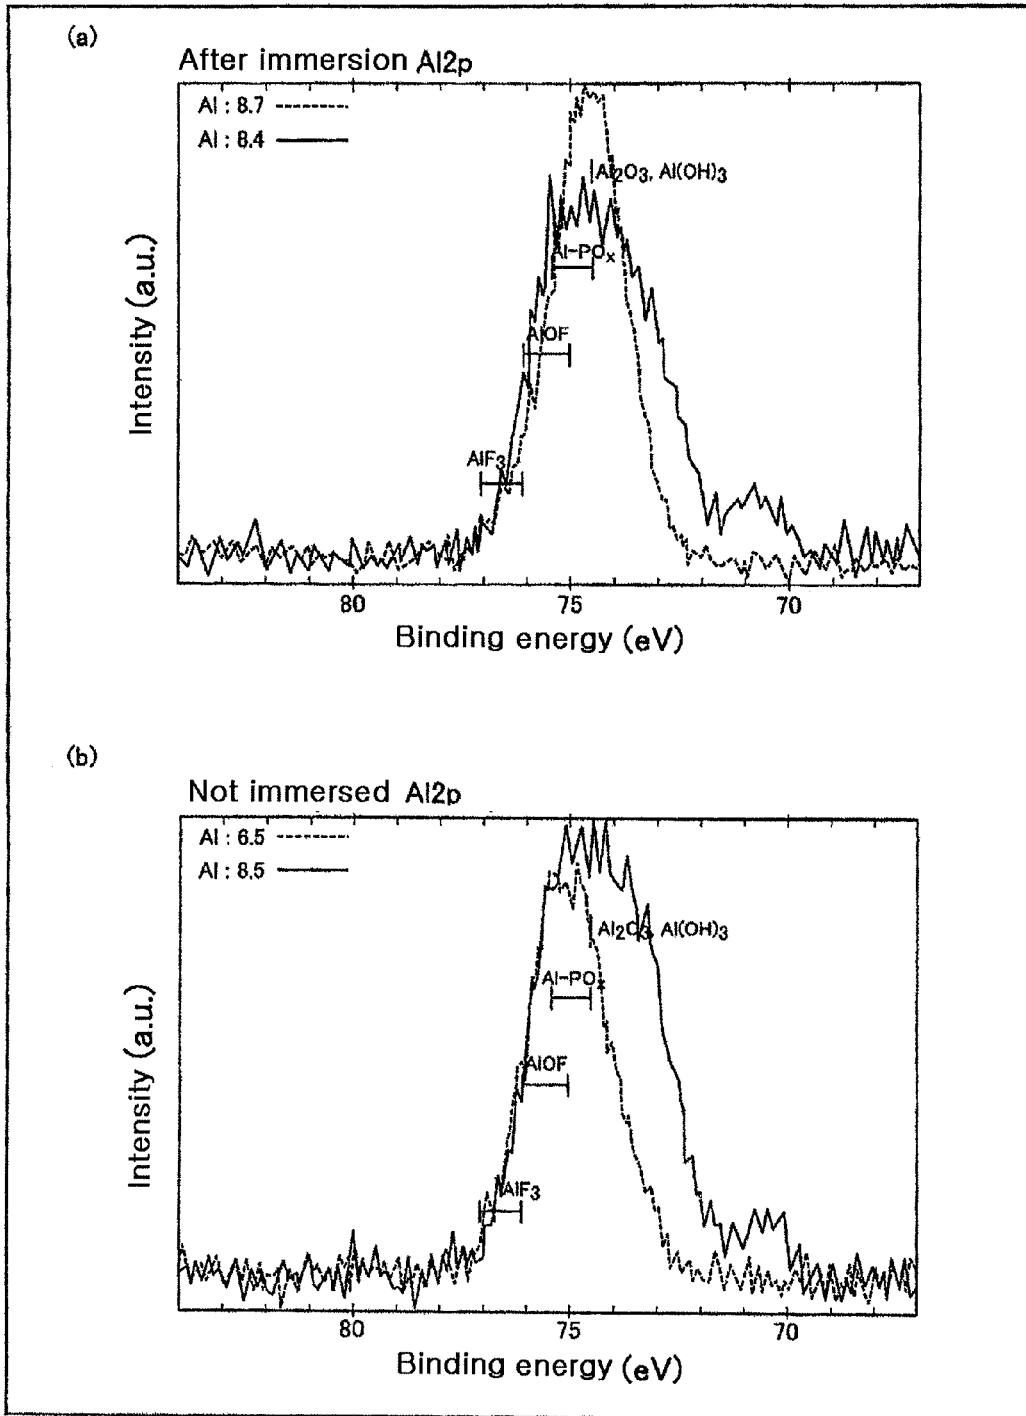 (a)
After immersion Al2p
Al : 8.7
Al : 8.4
Al2O3, Al(OH)3
Al-POx
AlOF
AlF3
Intensity (a.u.)
80 75 70
Binding energy (eV)
(b)
Not immersed Al2p
Al : 6.5
Al : 8.5
Al2O3, Al(OH)3
Al-POx
AlOF
AlF3
Intensity (a.u.)
80 75 70
Binding energy (eV)